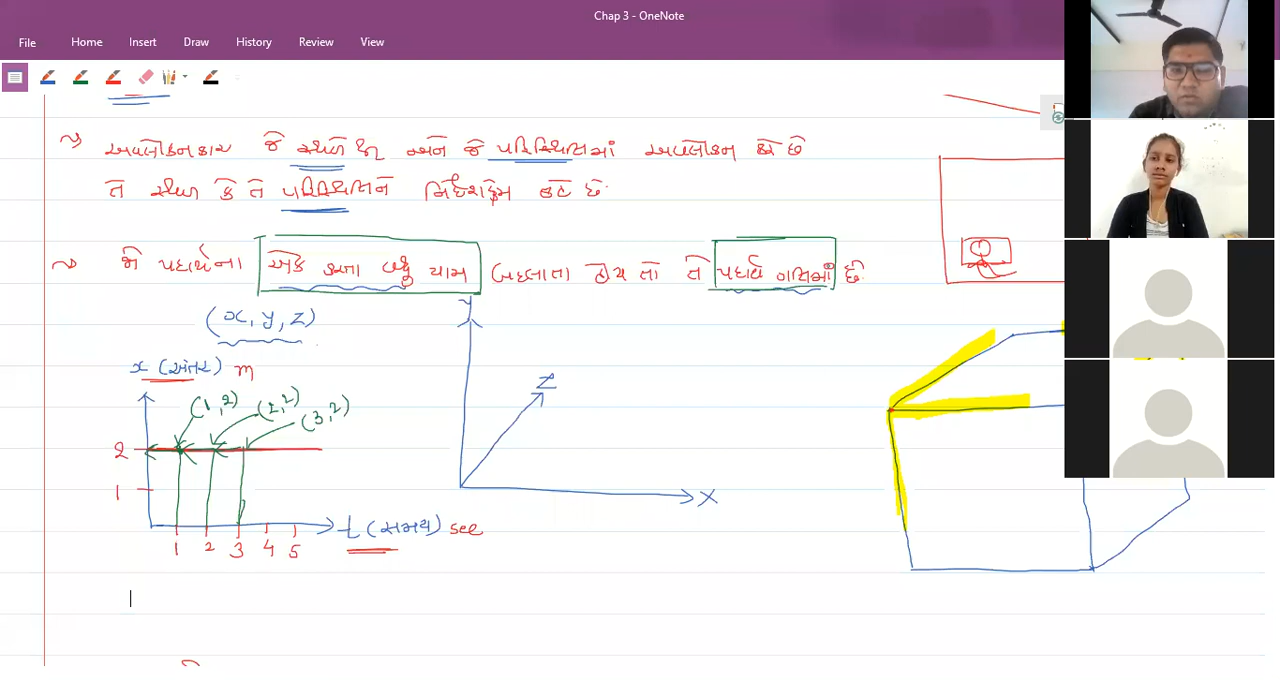 Chap 3 - OneNote
File Home Insert Draw History Review View
અવલોકનકાર જે સ્થળે થી અને જે પરિસ્થિતિમાં અવલોકન કરે છે
તે સ્થળ કે તે પરિસ્થિતિને નિર્દેશફ્રેમ કહે છે.
જો પદાર્થના એક અથવા વધુ યામ બદલાતા હોય તો તે પદાર્થ ગતિમાં છે.
(x, y, z)
Y
x (અંતર) m
Z
(1, 2) (2, 2) (3, 2)
2
1
X
t (સમય) sec
1 2 3 4 5